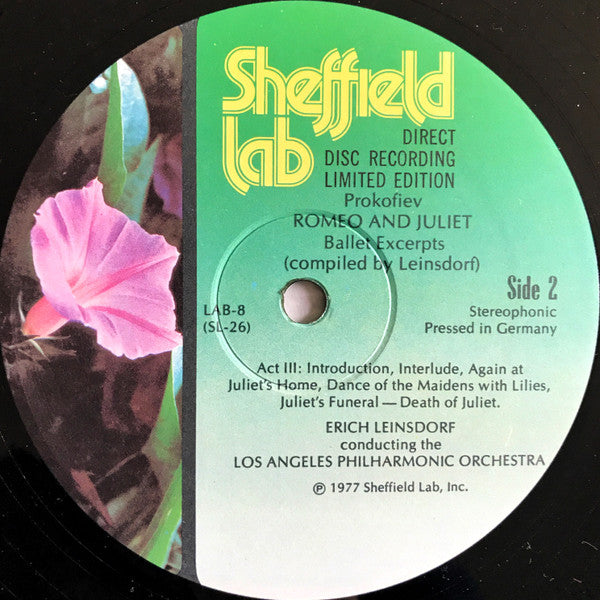 Sheffield
Lab
DIRECT
DISC RECORDING
LIMITED EDITION
Prokofiev
ROMEO AND JULIET
Ballet Excerpts
(compiled by Leinsdorf)
LAB-8
(SL-26)
Side 2
Stereophonic
Pressed in Germany
Act III: Introduction, Interlude, Again at
Juliet's Home, Dance of the Maidens with Lilies,
Juliet's Funeral — Death of Juliet.
ERICH LEINSDORF
conducting the
LOS ANGELES PHILHARMONIC ORCHESTRA
℗ 1977 Sheffield Lab, Inc.